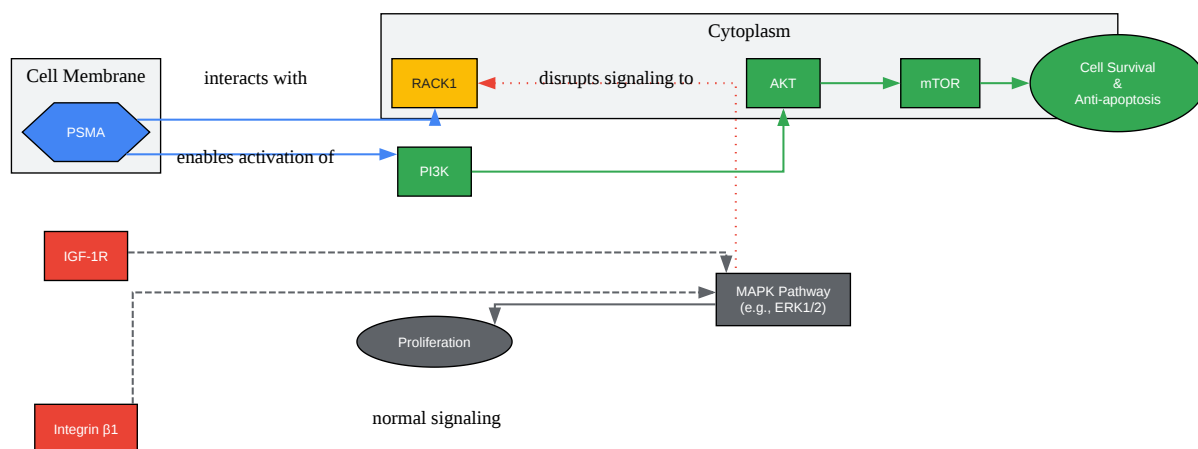 Cytoplasm
Cell Membrane
interacts with
RACK1
disrupts signaling to
AKT
mTOR
Cell Survival
&
Anti-apoptosis
PSMA
enables activation of
PI3K
IGF-1R
MAPK Pathway
(e.g., ERK1/2)
Proliferation
normal signaling
Integrin β1